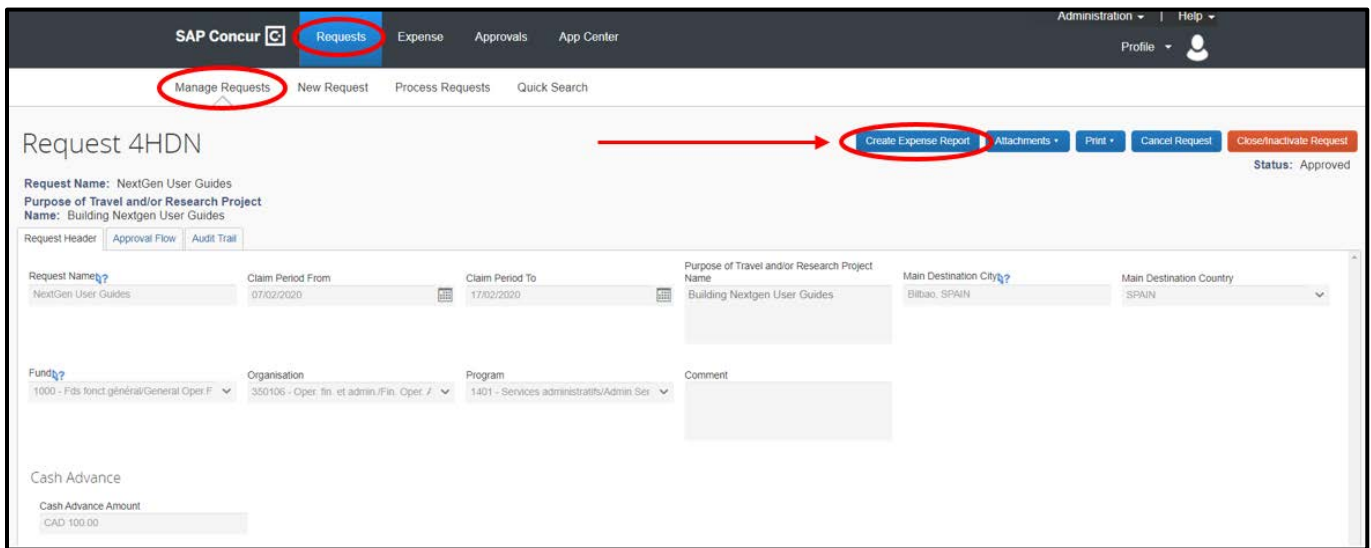 Administration | Help
SAP Concur C Requests Expense Approvals App Center
Profile
Manage Requests New Request Process Requests Quick Search
Request 4HDN
Create Expense Report Attachments Print Cancel Request Close/Inactivate Request
Status: Approved
Request Name: NextGen User Guides
Purpose of Travel and/or Research Project
Name: Building Nextgen User Guides
Request Header Approval Flow Audit Trail
Request Name ? Claim Period From Claim Period To Purpose of Travel and/or Research Project Name Main Destination City ? Main Destination Country
NextGen User Guides 07/02/2020 17/02/2020 Building Nextgen User Guides Bilbao, SPAIN SPAIN
Fund ? Organisation Program Comment
1000 - Fds fonct général/General Oper.F 350106 - Oper. fin. et admin./Fin. Oper. 1401 - Services administratifs/Admin Ser
Cash Advance
Cash Advance Amount
CAD 100.00